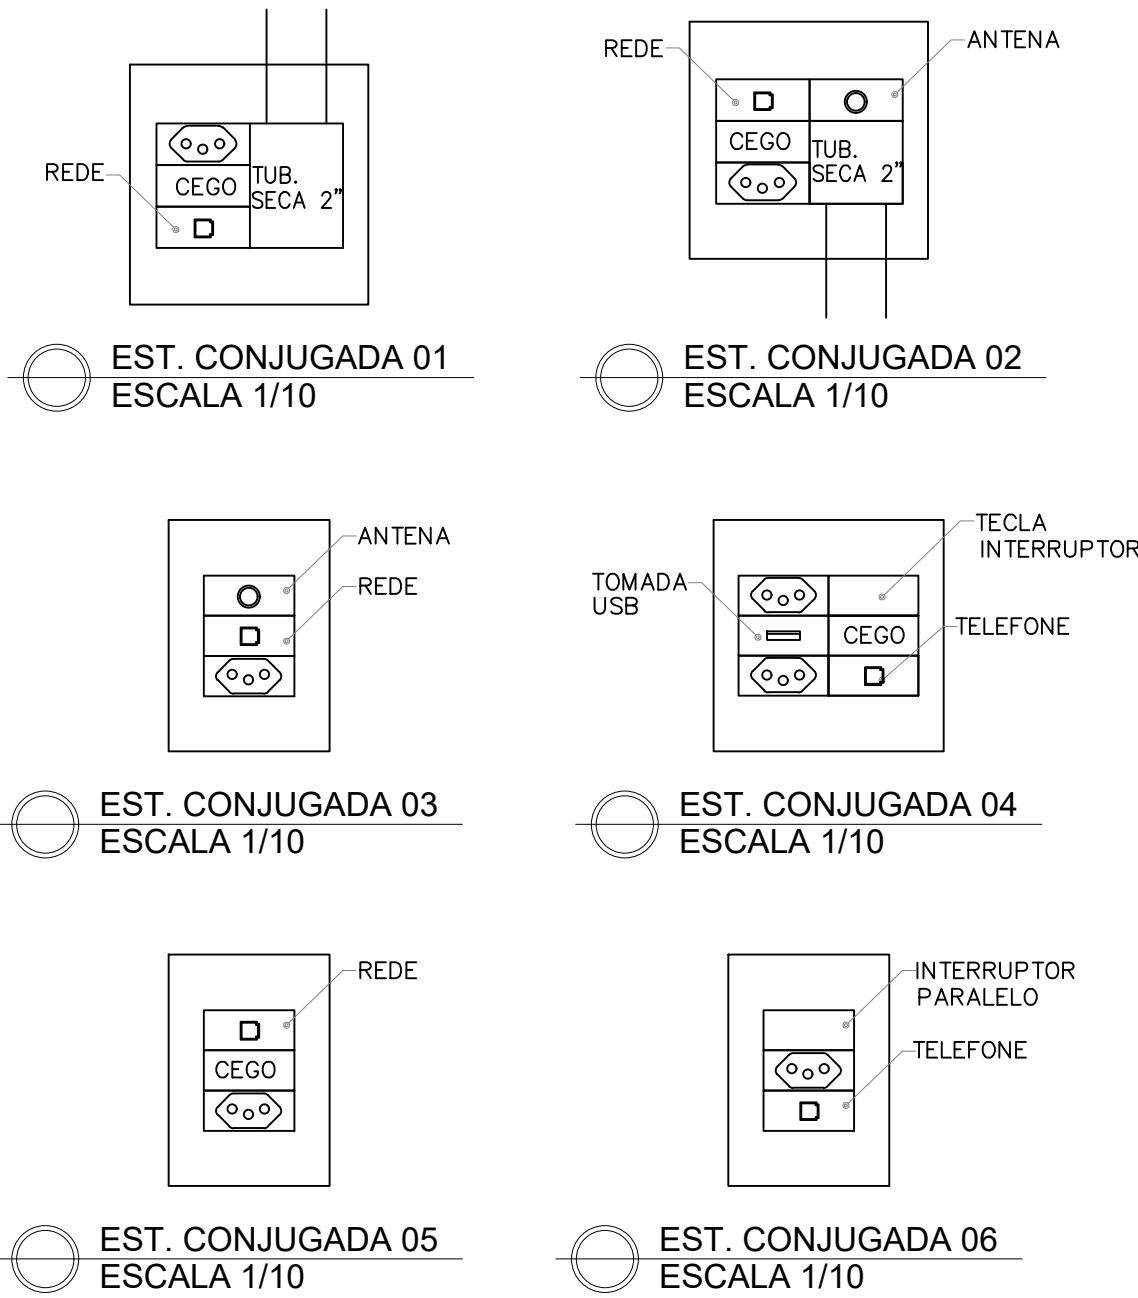 REDE
CEGO
TUB.
SECA 2"
EST. CONJUGADA 01
ESCALA 1/10
REDE
ANTENA
CEGO
TUB.
SECA 2"
EST. CONJUGADA 02
ESCALA 1/10
ANTENA
REDE
EST. CONJUGADA 03
ESCALA 1/10
TECLA
INTERRUPTOR
TOMADA
USB
CEGO
TELEFONE
EST. CONJUGADA 04
ESCALA 1/10
REDE
CEGO
EST. CONJUGADA 05
ESCALA 1/10
INTERRUPTOR
PARALELO
TELEFONE
EST. CONJUGADA 06
ESCALA 1/10